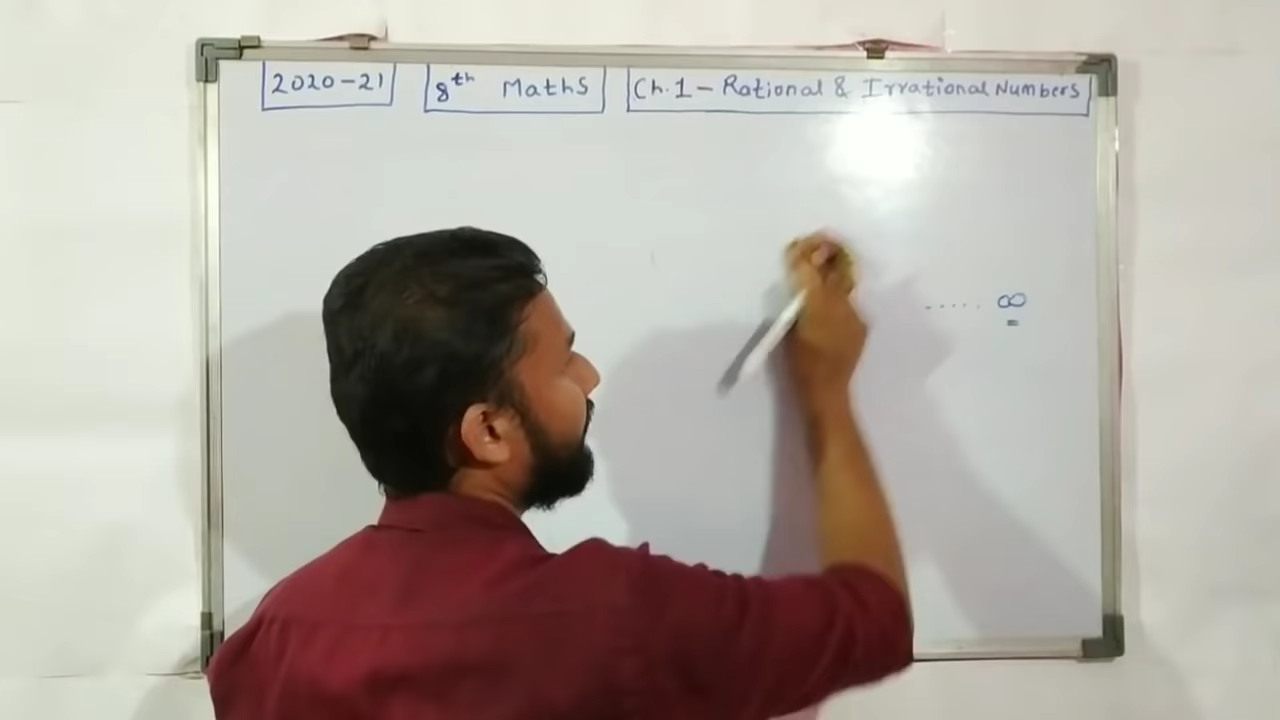 2020-21 8th Maths Ch.1 - Rational & Irrational Numbers
..... ∞
=